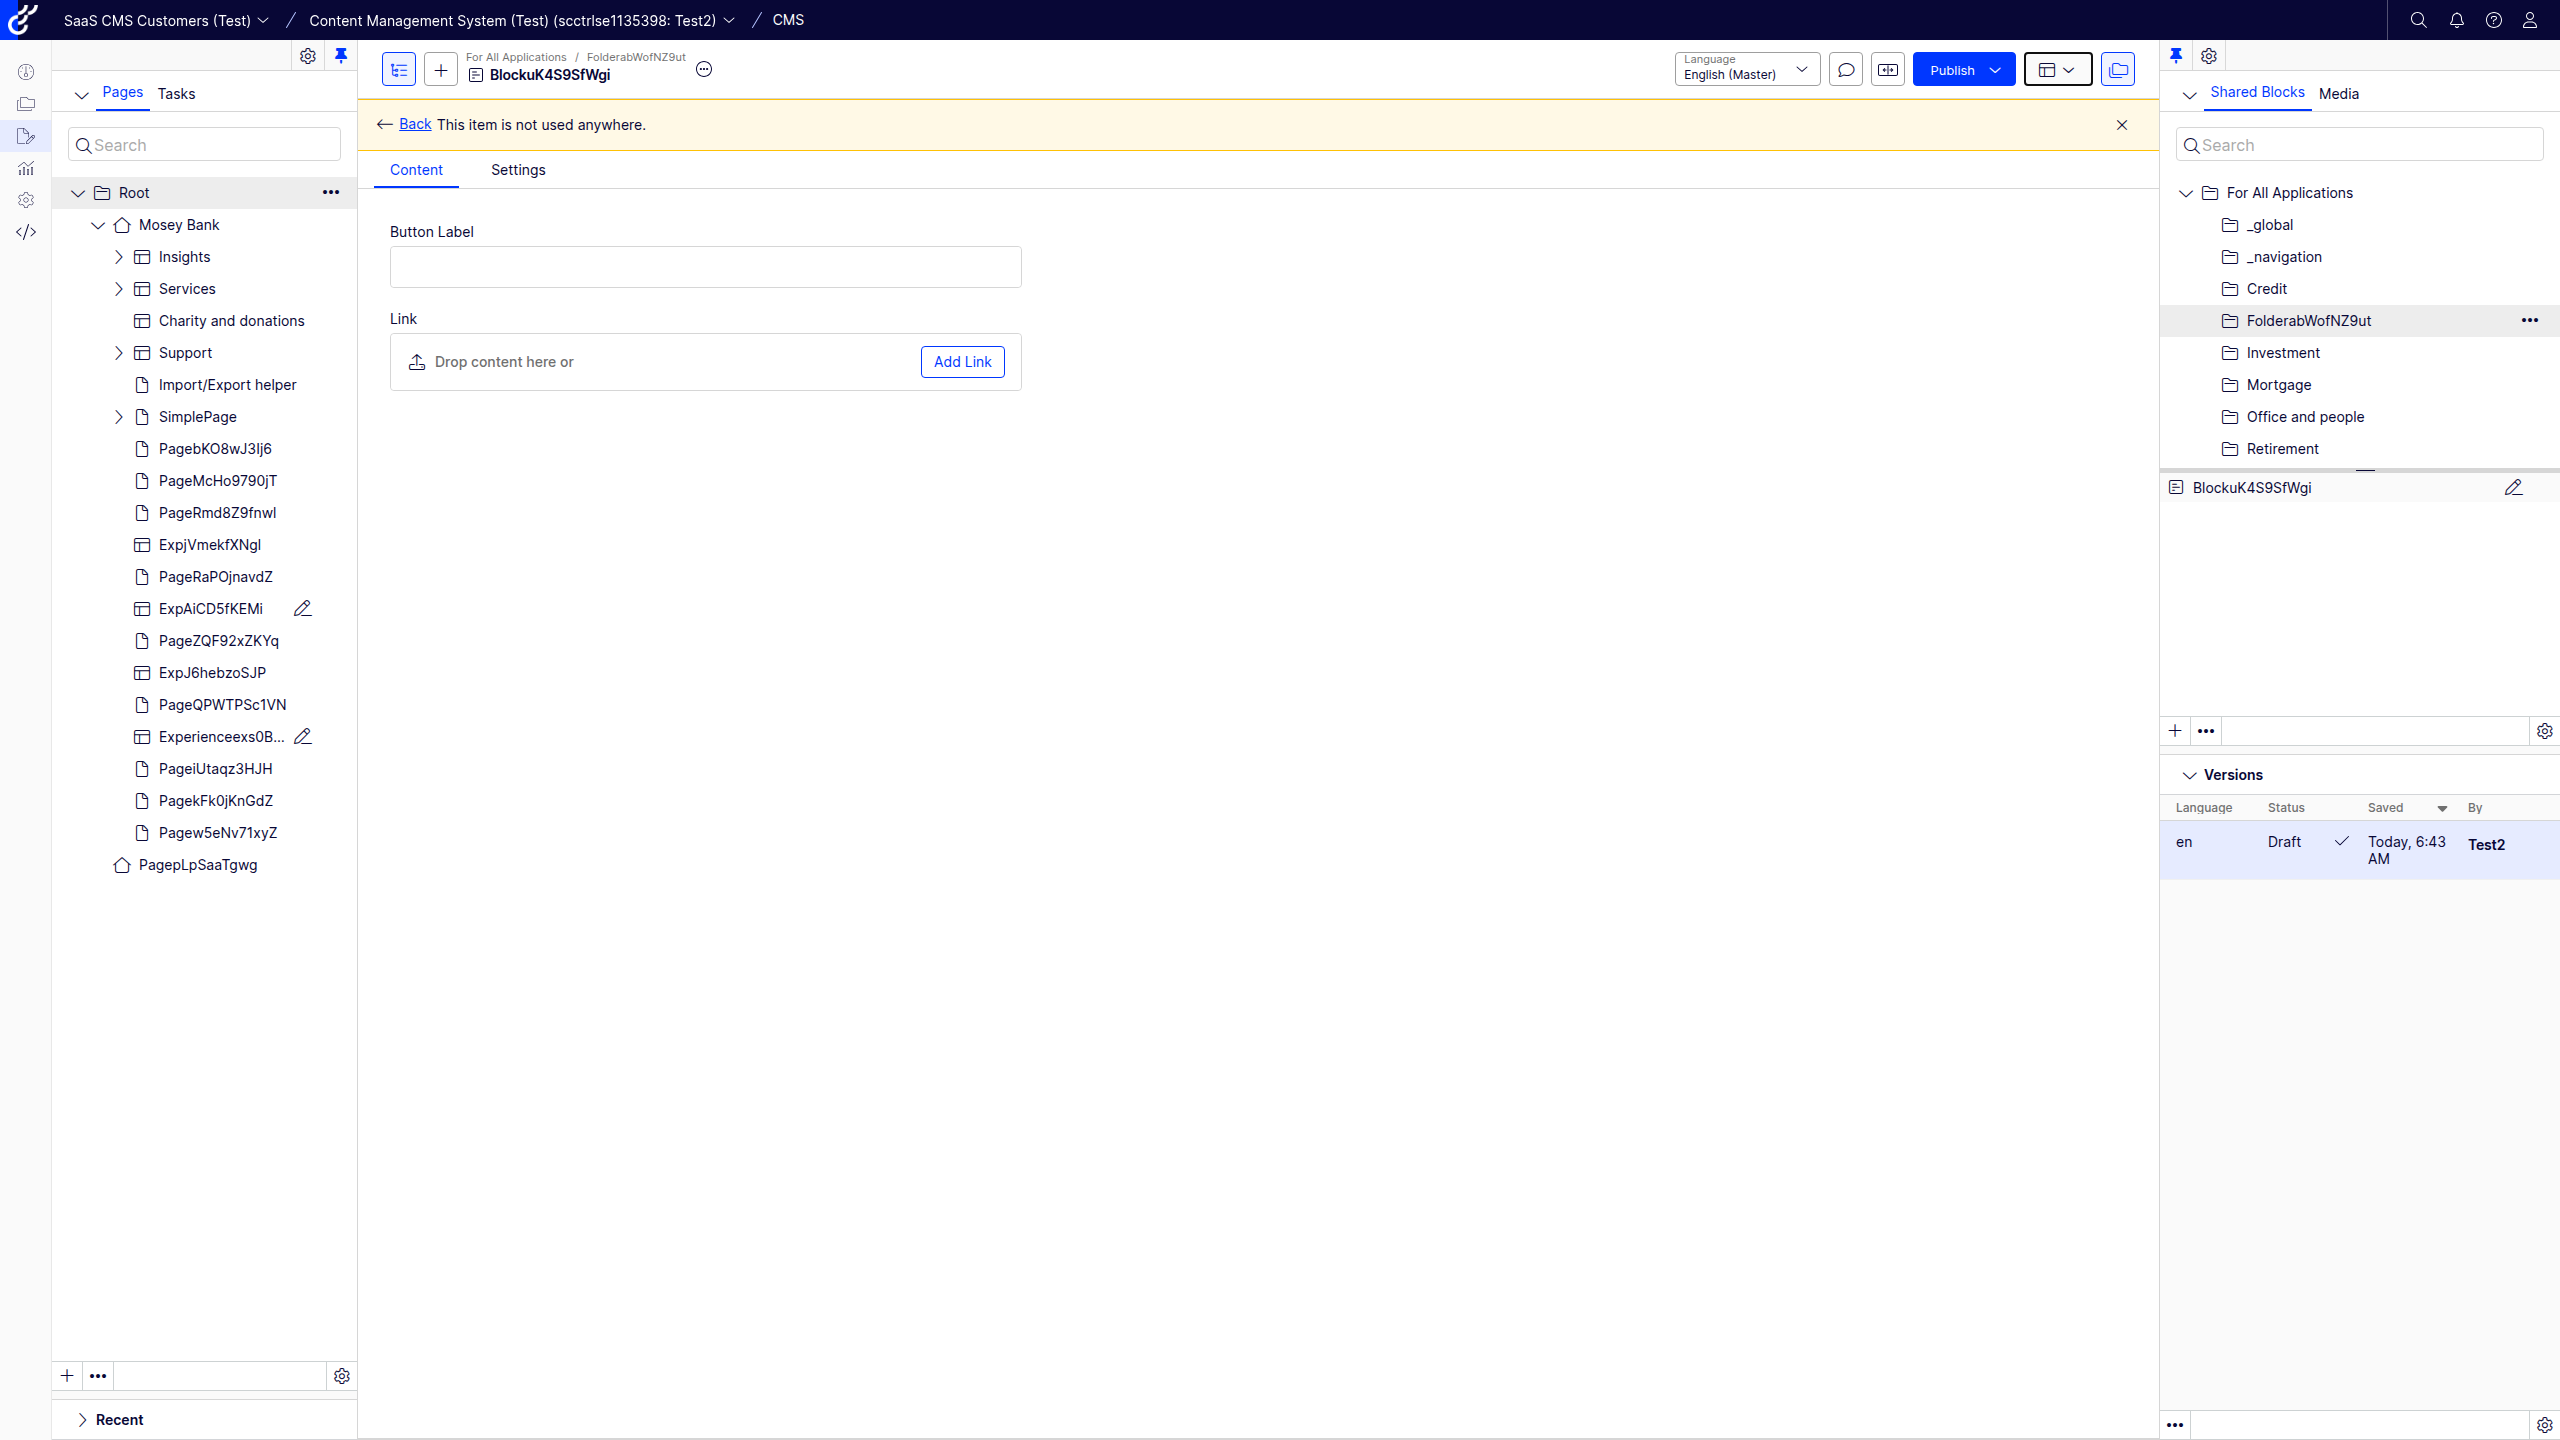 SaaS CMS Customers (Test) / Content Management System (Test) (scctrlse1135398: Test2) / CMS
Pages Tasks
Search
Root
Mosey Bank
Insights
Services
Charity and donations
Support
Import/Export helper
SimplePage
PagebKO8wJ3Ij6
PageMcHo9790jT
PageRmd8Z9fnwI
ExpjVmekfXNgI
PageRaPOjnavdZ
ExpAiCD5fKEMi
PageZQF92xZKYq
ExpJ6hebzoSJP
PageQPWTPSc1VN
Experienceexs0B...
PageiUtaqz3HJH
PagekFk0jKnGdZ
Pagew5eNv71xyZ
PagepLpSaaTgwg
Recent
For All Applications / FolderabWofNZ9ut
BlockuK4S9SfWgi
Language
English (Master)
Publish
Back This item is not used anywhere.
Content Settings
Button Label
Link
Drop content here or
Add Link
Shared Blocks Media
Search
For All Applications
_global
_navigation
Credit
FolderabWofNZ9ut
Investment
Mortgage
Office and people
Retirement
BlockuK4S9SfWgi
Versions
Language Status Saved By
en Draft Today, 6:43 AM Test2